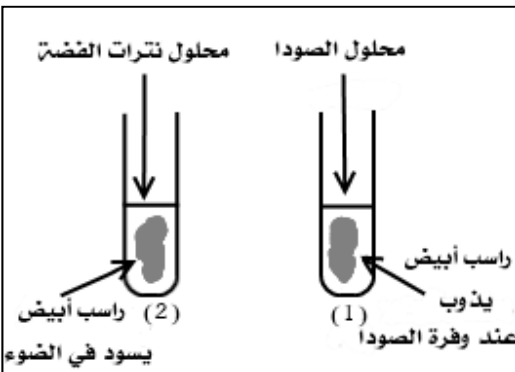 محلول الصودا
محلول نترات الفضة
راسب أبيض
يذوب
عند وفرة الصودا
(1)
راسب أبيض
يسود في الضوء
(2)